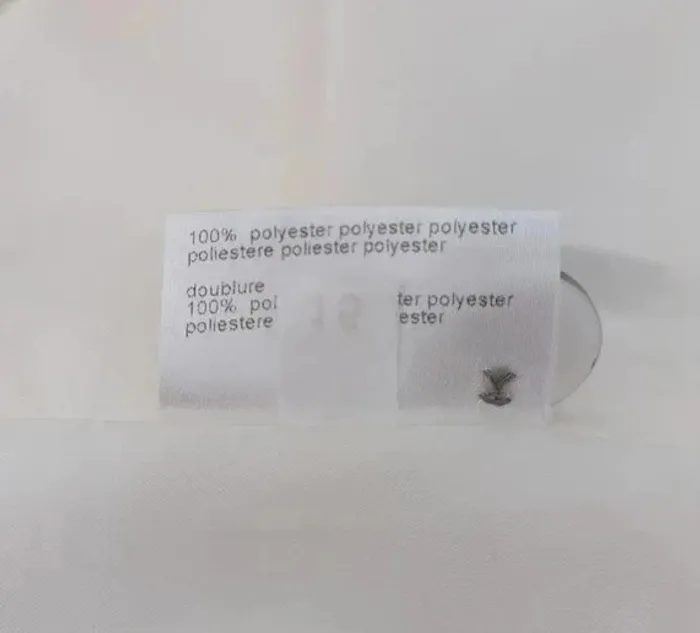 100% polyester polyester polyester
poliestere poliester polyester
doublure
100% pol ter polyester
poliestere ester